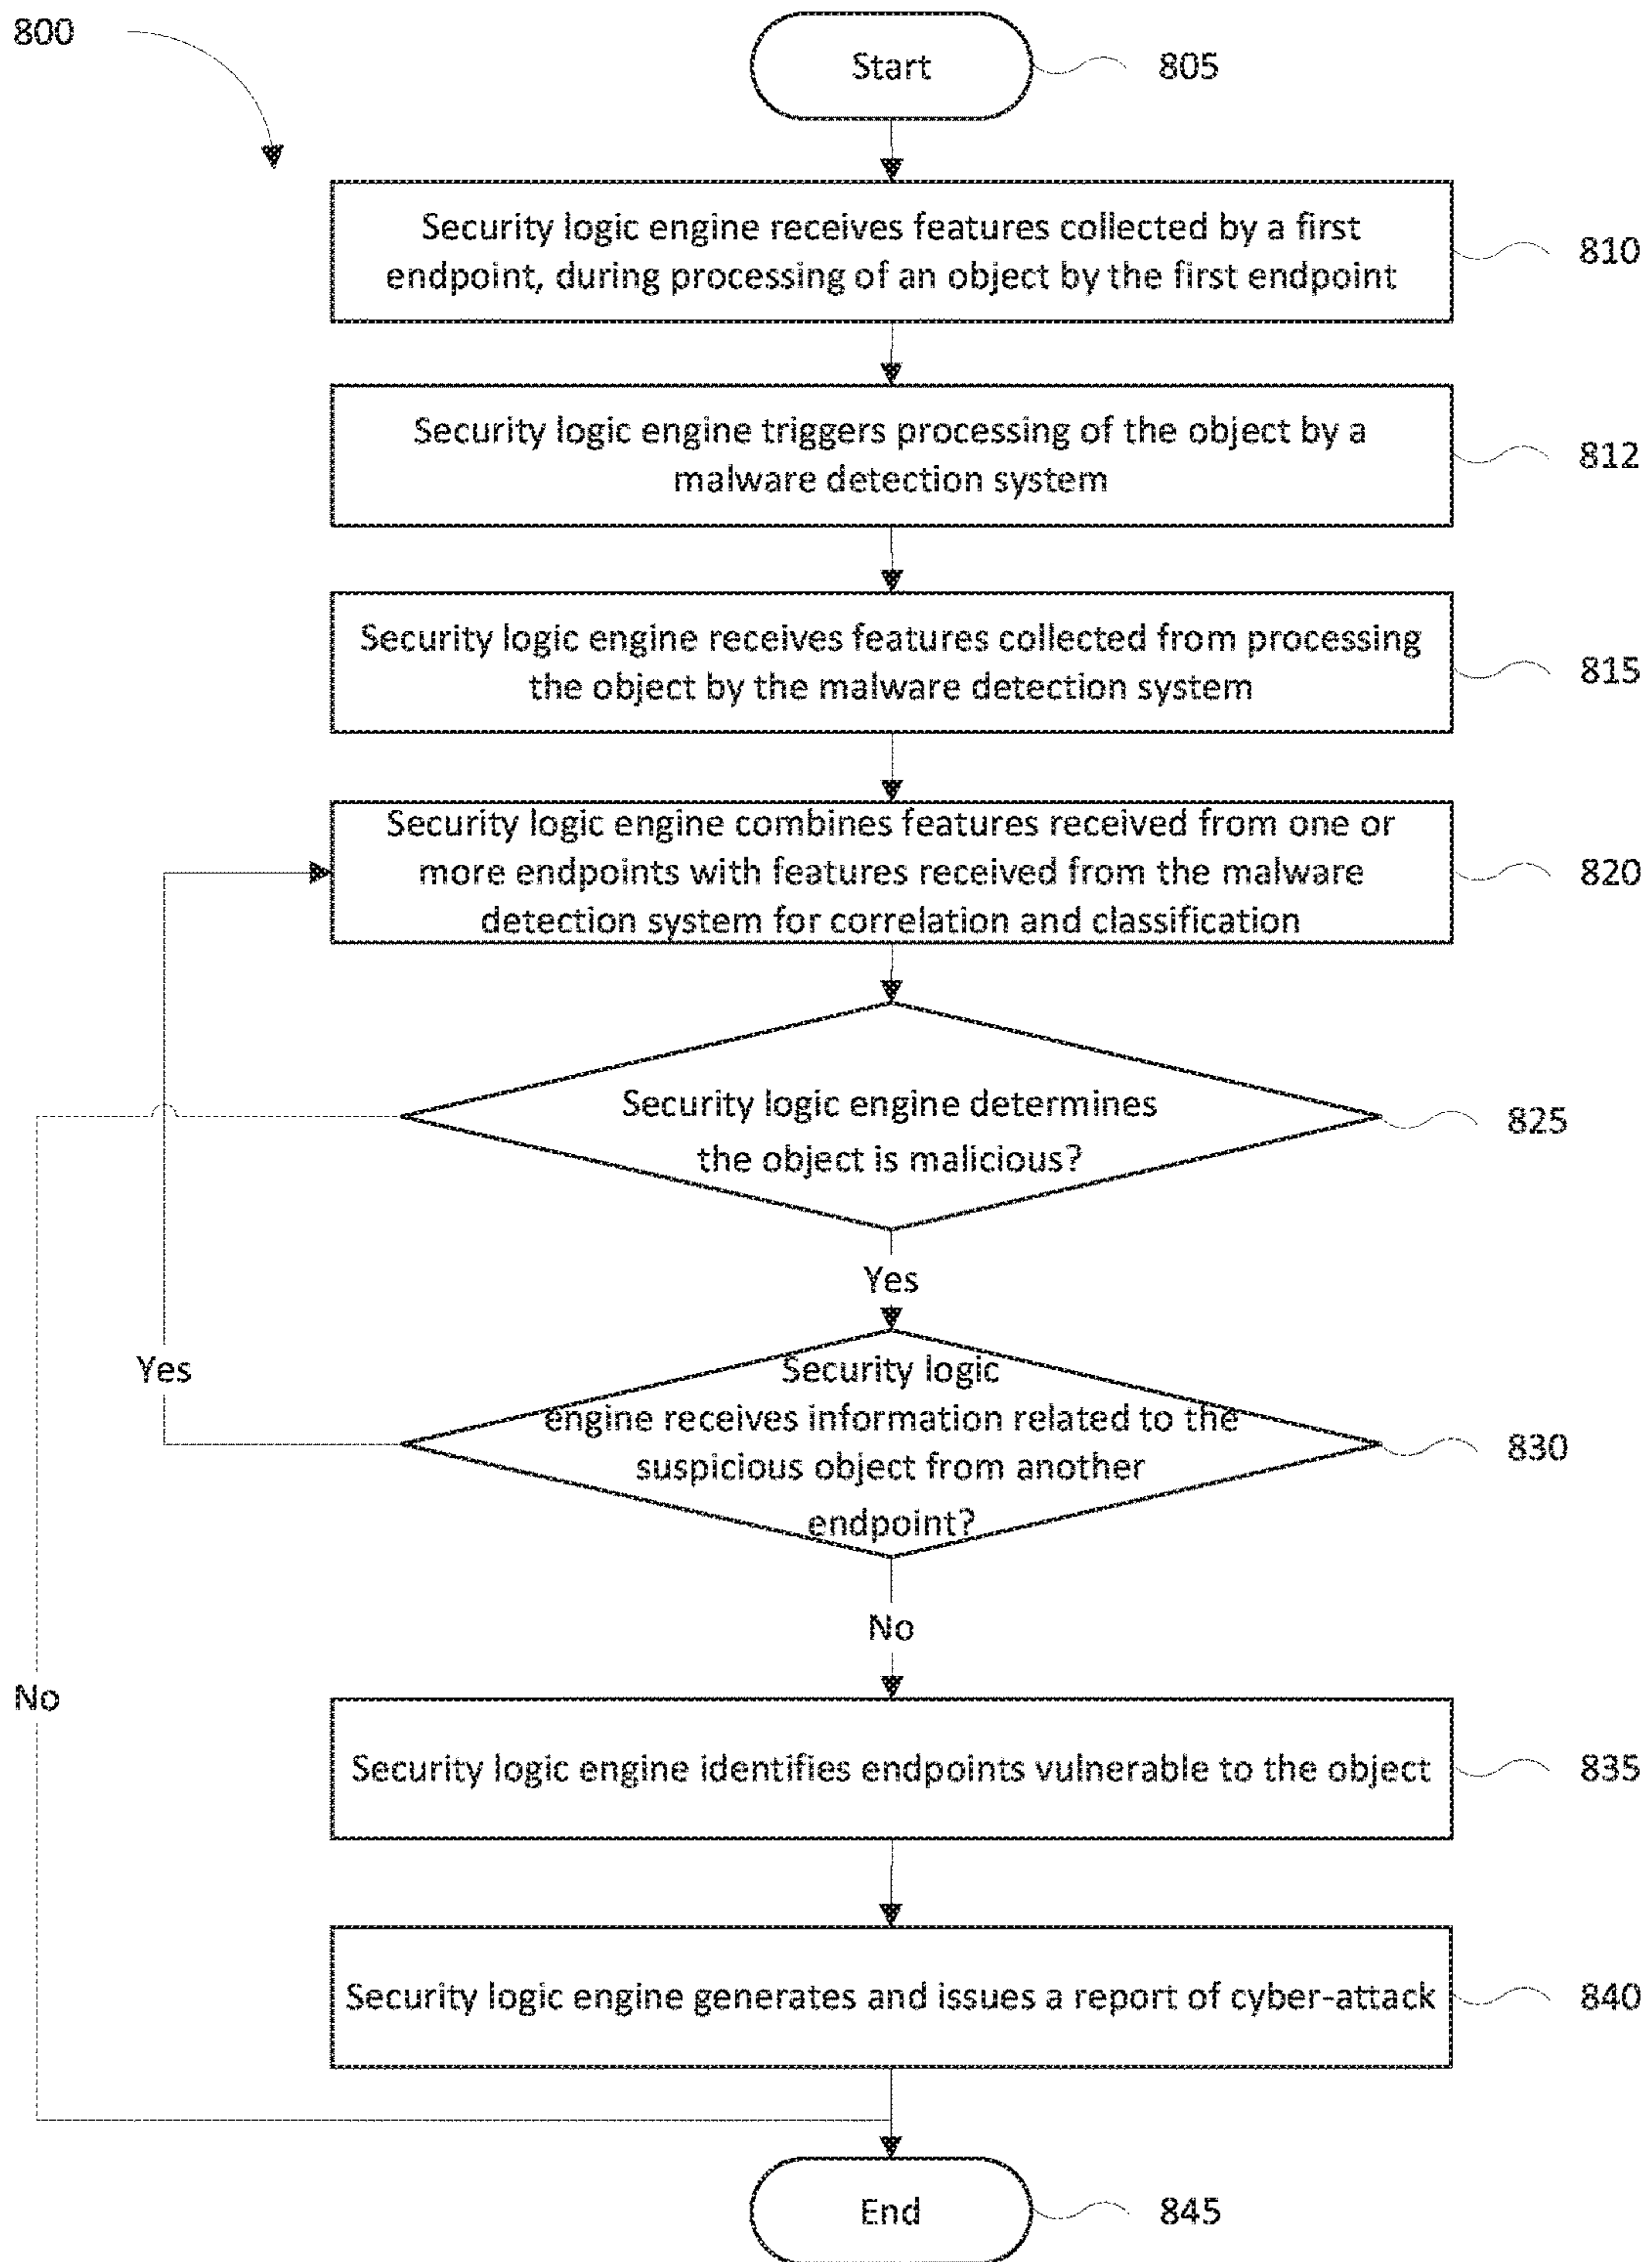 800
Start
805
Security logic engine receives features collected by a first
endpoint, during processing of an object by the first endpoint
810
Security logic engine triggers processing of the object by a
malware detection system
812
Security logic engine receives features collected from processing
the object by the malware detection system
815
Security logic engine combines features received from one or
more endpoints with features received from the malware
detection system for correlation and classification
820
Security logic engine determines
the object is malicious?
825
Yes
Yes
Security logic
engine receives information related to the
suspicious object from another
endpoint?
830
No
No
Security logic engine identifies endpoints vulnerable to the object
835
Security logic engine generates and issues a report of cyber-attack
840
End
845